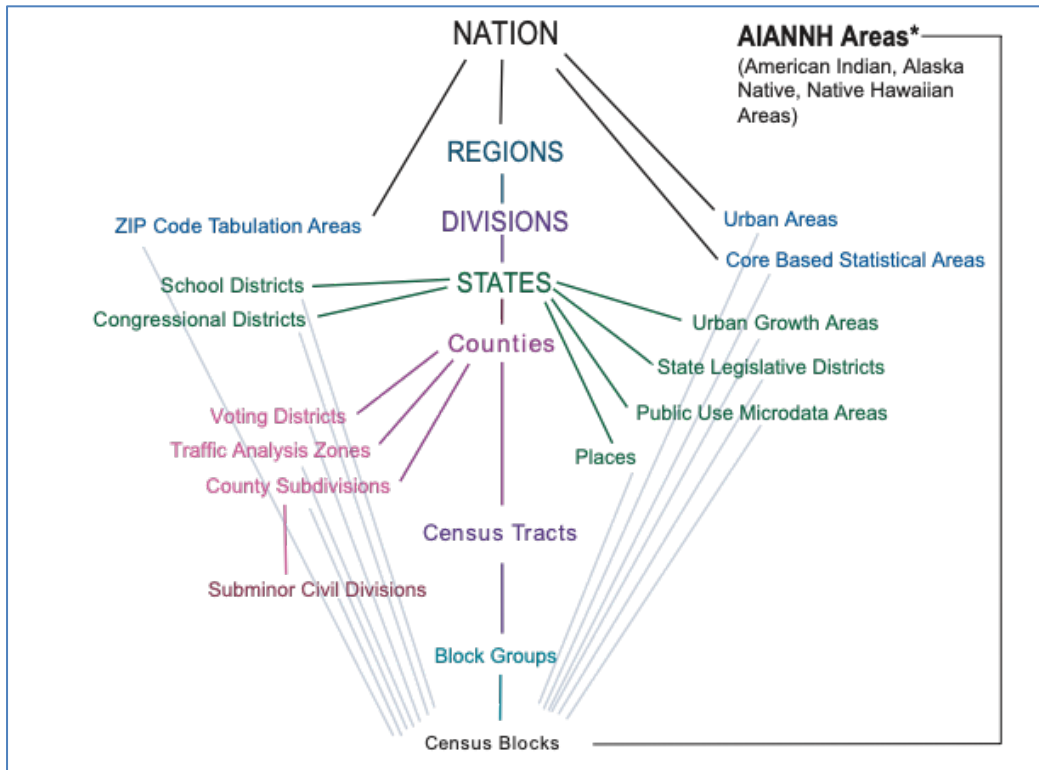 NATION
AIANNH Areas*
(American Indian, Alaska
Native, Native Hawaiian
Areas)
REGIONS
DIVISIONS
ZIP Code Tabulation Areas
Urban Areas
Core Based Statistical Areas
STATES
School Districts
Congressional Districts
Urban Growth Areas
Counties
State Legislative Districts
Public Use Microdata Areas
Voting Districts
Traffic Analysis Zones
Places
County Subdivisions
Census Tracts
Subminor Civil Divisions
Block Groups
Census Blocks